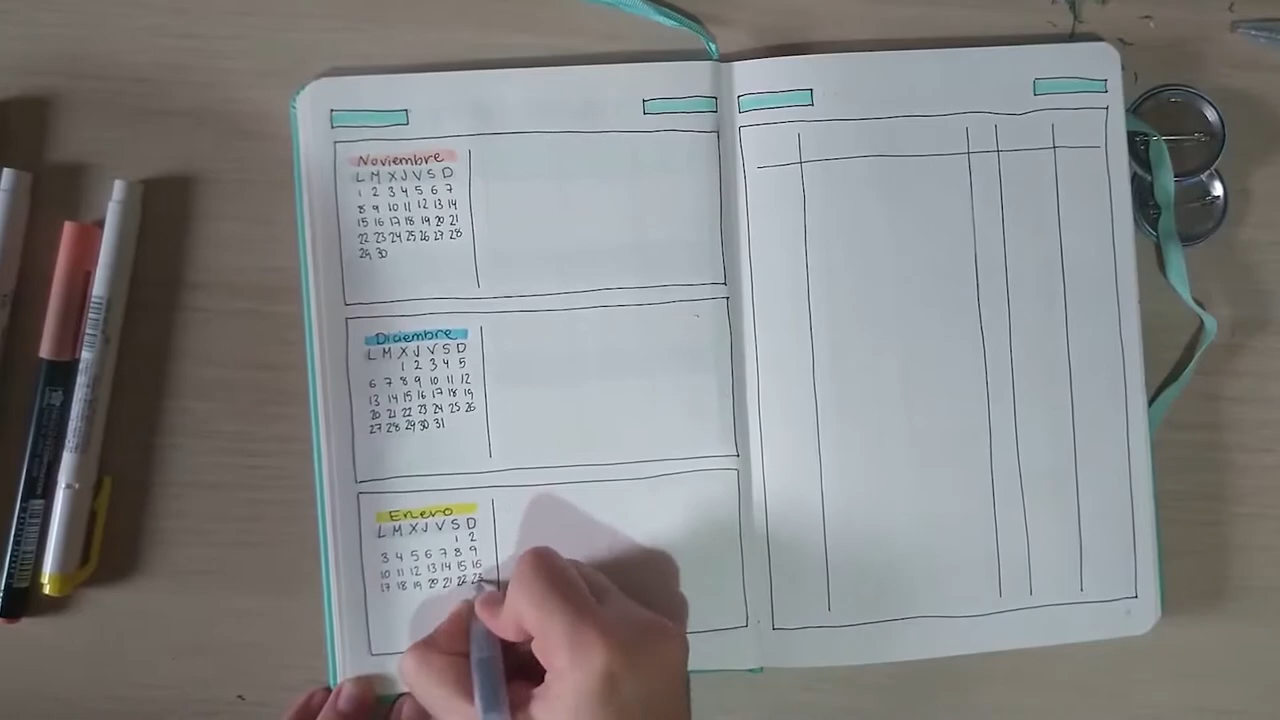 Noviembre
L M X J V S D
1 2 3 4 5 6 7
8 9 10 11 12 13 14
15 16 17 18 19 20 21
22 23 24 25 26 27 28
29 30
Diciembre
L M X J V S D
1 2 3 4 5
6 7 8 9 10 11 12
13 14 15 16 17 18 19
20 21 22 23 24 25 26
27 28 29 30 31
Enero
L M X J V S D
1 2
3 4 5 6 7 8 9
10 11 12 13 14 15 16
17 18 19 20 21 22 23